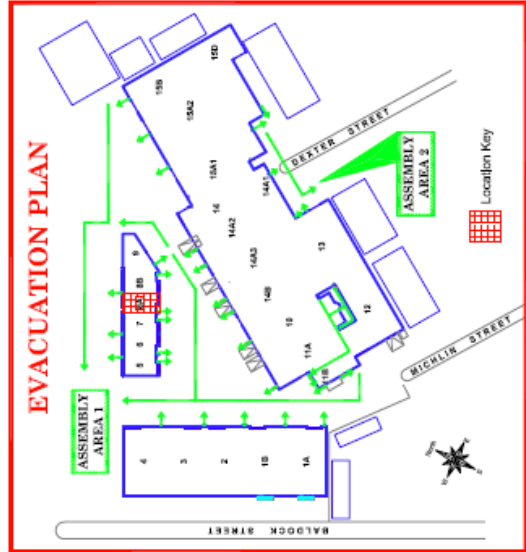 EVACUATION PLAN
15B
15D
15A2
15A1
14
14A2
14A1
14A3
14B
13
10
12
11A
11B
9
8B
7
6
5
ASSEMBLY
AREA 1
ASSEMBLY
AREA 2
DEXTER STREET
MICHLIN STREET
BALDOCK STREET
4
3
2
1B
1A
Location Key
North
E
S
W